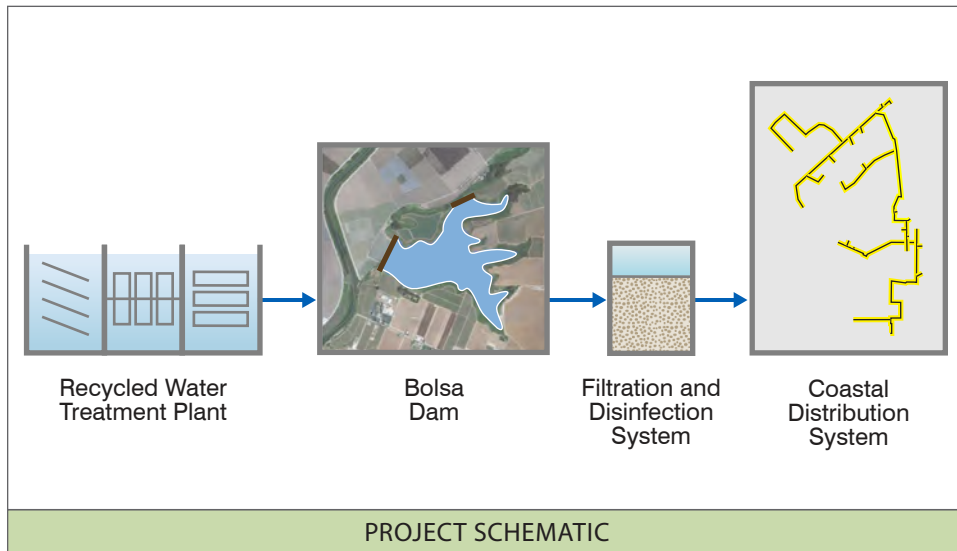 Recycled Water
Treatment Plant
Bolsa
Dam
Filtration and
Disinfection
System
Coastal
Distribution
System
PROJECT SCHEMATIC